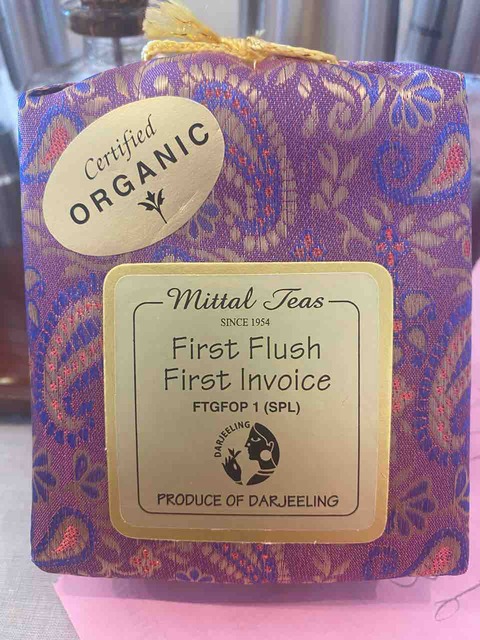 Certified
ORGANIC
Mittal Teas
SINCE 1954
First Flush
First Invoice
FTGFOP 1 (SPL)
DARJEELING
PRODUCE OF DARJEELING